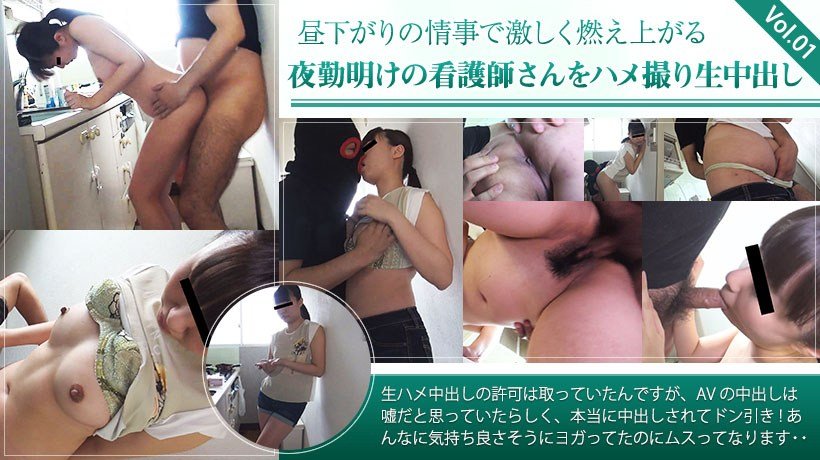 昼下がりの情事で激しく燃え上がる
Vol.01
夜勤明けの看護師さんをハメ撮り生中出し
生ハメ中出しの許可は取っていたんですが、AVの中出しは
嘘だと思っていたらしく、本当に中出しされてドン引き！あ
んなに気持ち良さそうにヨガってたのにムスってなります‥